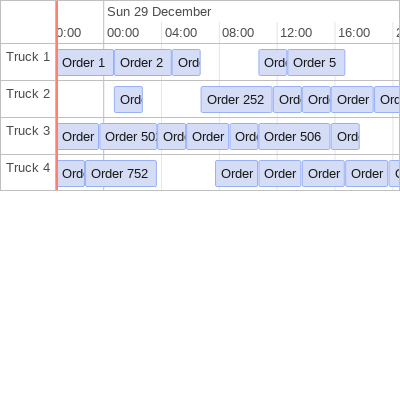 Sun 29 December
0:00 00:00 04:00 08:00 12:00 16:00 2
Truck 1 Order 1 Order 2 Ord Ord Order 5
Truck 2 Ord Order 252 Ord Ord Order Ord
Truck 3 Order Order 50 Ord Order Ord Order 506 Ord
Truck 4 Ord Order 752 Order Order Order Order